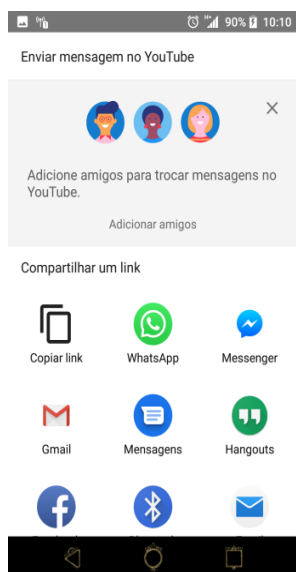 90% 10:10
Enviar mensagem no YouTube
Adicione amigos para trocar mensagens no
YouTube.
Adicionar amigos
Compartilhar um link
Copiar link
WhatsApp
Messenger
Gmail
Mensagens
Hangouts